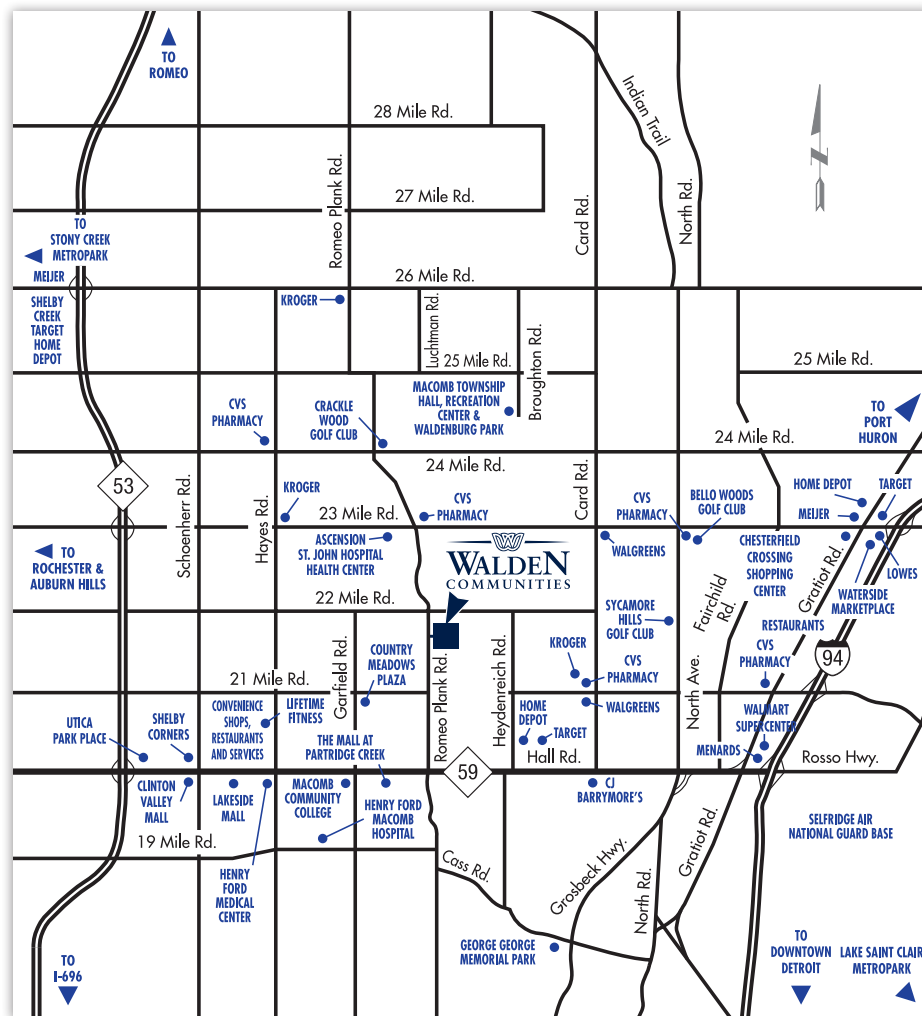 TO
ROMEO
28 Mile Rd.
Indian Trail
N
Romeo Plank Rd.
27 Mile Rd.
Card Rd.
North Rd.
TO
STONY CREEK
METROPARK
MEIJER
SHELBY
CREEK
TARGET
HOME
DEPOT
26 Mile Rd.
KROGER
Luchtman Rd.
25 Mile Rd.
Broughton Rd.
25 Mile Rd.
CVS
PHARMACY
CRACKLE
WOOD
GOLF CLUB
MACOMB TOWNSHIP
HALL, RECREATION
CENTER &
WALDENBURG PARK
TO
PORT
HURON
24 Mile Rd.
24 Mile Rd.
53
Schoenherr Rd.
Hayes Rd.
KROGER
23 Mile Rd.
CVS
PHARMACY
Card Rd.
CVS
PHARMACY
BELLO WOODS
GOLF CLUB
HOME DEPOT
TARGET
MEIJER
TO
ROCHESTER &
AUBURN HILLS
ASCENSION
ST. JOHN HOSPITAL
HEALTH CENTER
W
WALDEN
COMMUNITIES
WALGREENS
CHESTERFIELD
CROSSING
SHOPPING
CENTER
Gratiot Rd.
LOWES
WATERSIDE
MARKETPLACE
22 Mile Rd.
SYCAMORE
HILLS
GOLF CLUB
Fairchild
Rd.
RESTAURANTS
94
Garfield Rd.
COUNTRY
MEADOWS
PLAZA
Romeo Plank Rd.
Heydenreich Rd.
KROGER
CVS
PHARMACY
North Ave.
CVS
PHARMACY
21 Mile Rd.
CONVENIENCE
SHOPS,
RESTAURANTS
AND SERVICES
LIFETIME
FITNESS
WALGREENS
WALMART
SUPERCENTER
UTICA
PARK PLACE
SHELBY
CORNERS
THE MALL AT
PARTRIDGE CREEK
HOME
DEPOT
TARGET
Hall Rd.
MENARDS
Rosso Hwy.
59
CLINTON
VALLEY
MALL
LAKESIDE
MALL
MACOMB
COMMUNITY
COLLEGE
HENRY FORD
MACOMB
HOSPITAL
CJ
BARRYMORE'S
SELFRIDGE AIR
NATIONAL GUARD BASE
19 Mile Rd.
HENRY
FORD
MEDICAL
CENTER
Cass Rd.
Grosbeck Hwy.
North Rd.
Gratiot Rd.
GEORGE GEORGE
MEMORIAL PARK
TO
I-696
TO
DOWNTOWN
DETROIT
LAKE SAINT CLAIR
METROPARK